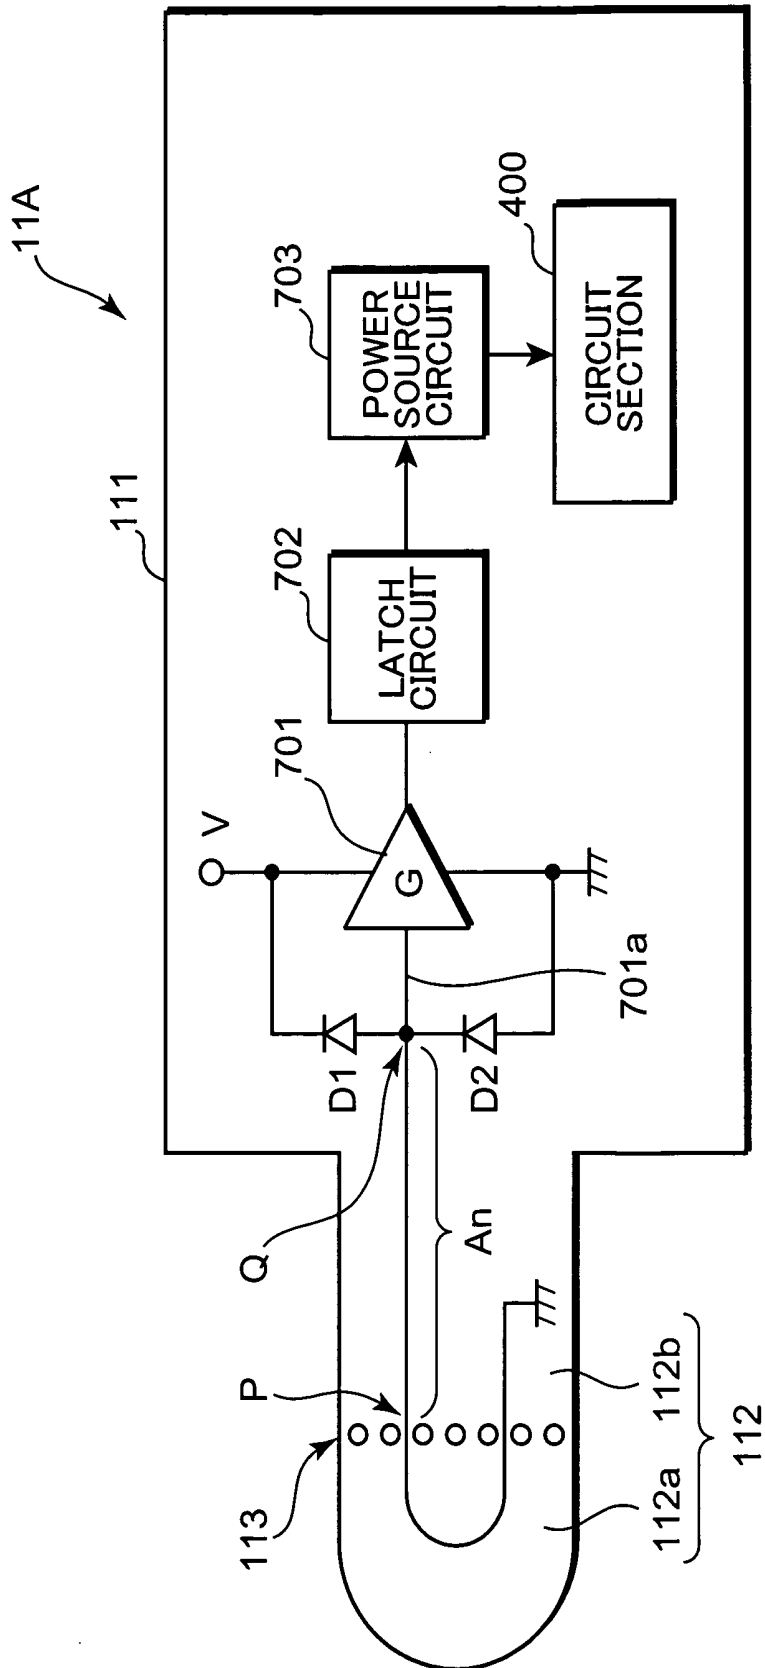 11A
111
703
POWER
SOURCE
CIRCUIT
400
CIRCUIT
SECTION
702
LATCH
CIRCUIT
701
V
G
701a
D1
D2
Q
An
P
113
112a
112b
112